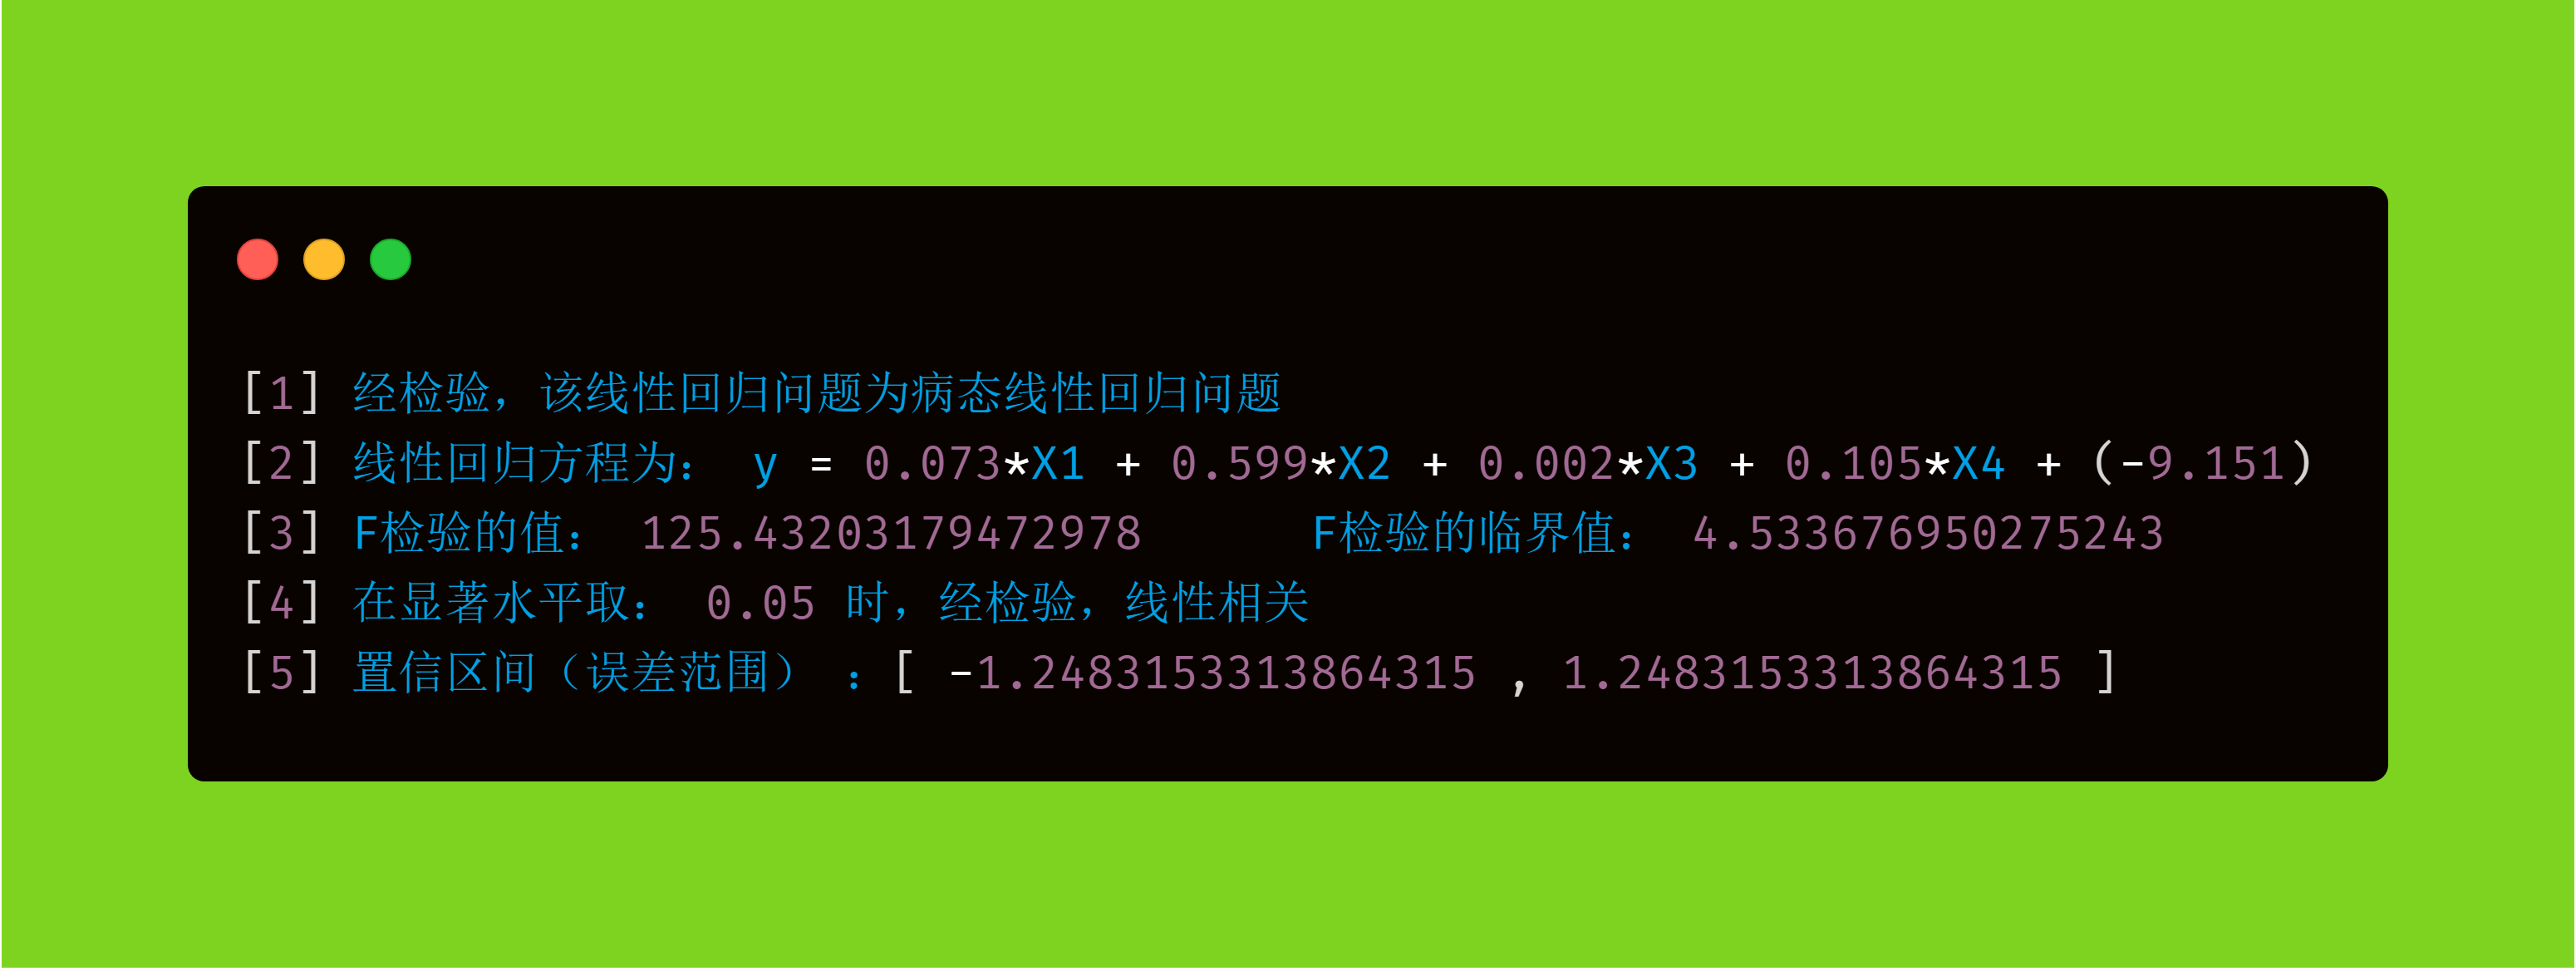 [1] 经检验，该线性回归问题为病态线性回归问题
[2] 线性回归方程为： y = 0.073*X1 + 0.599*X2 + 0.002*X3 + 0.105*X4 + (-9.151)
[3] F检验的值： 125.43203179472978 F检验的临界值： 4.533676950275243
[4] 在显著水平取： 0.05 时，经检验，线性相关
[5] 置信区间（误差范围） ：[ -1.2483153313864315 , 1.2483153313864315 ]